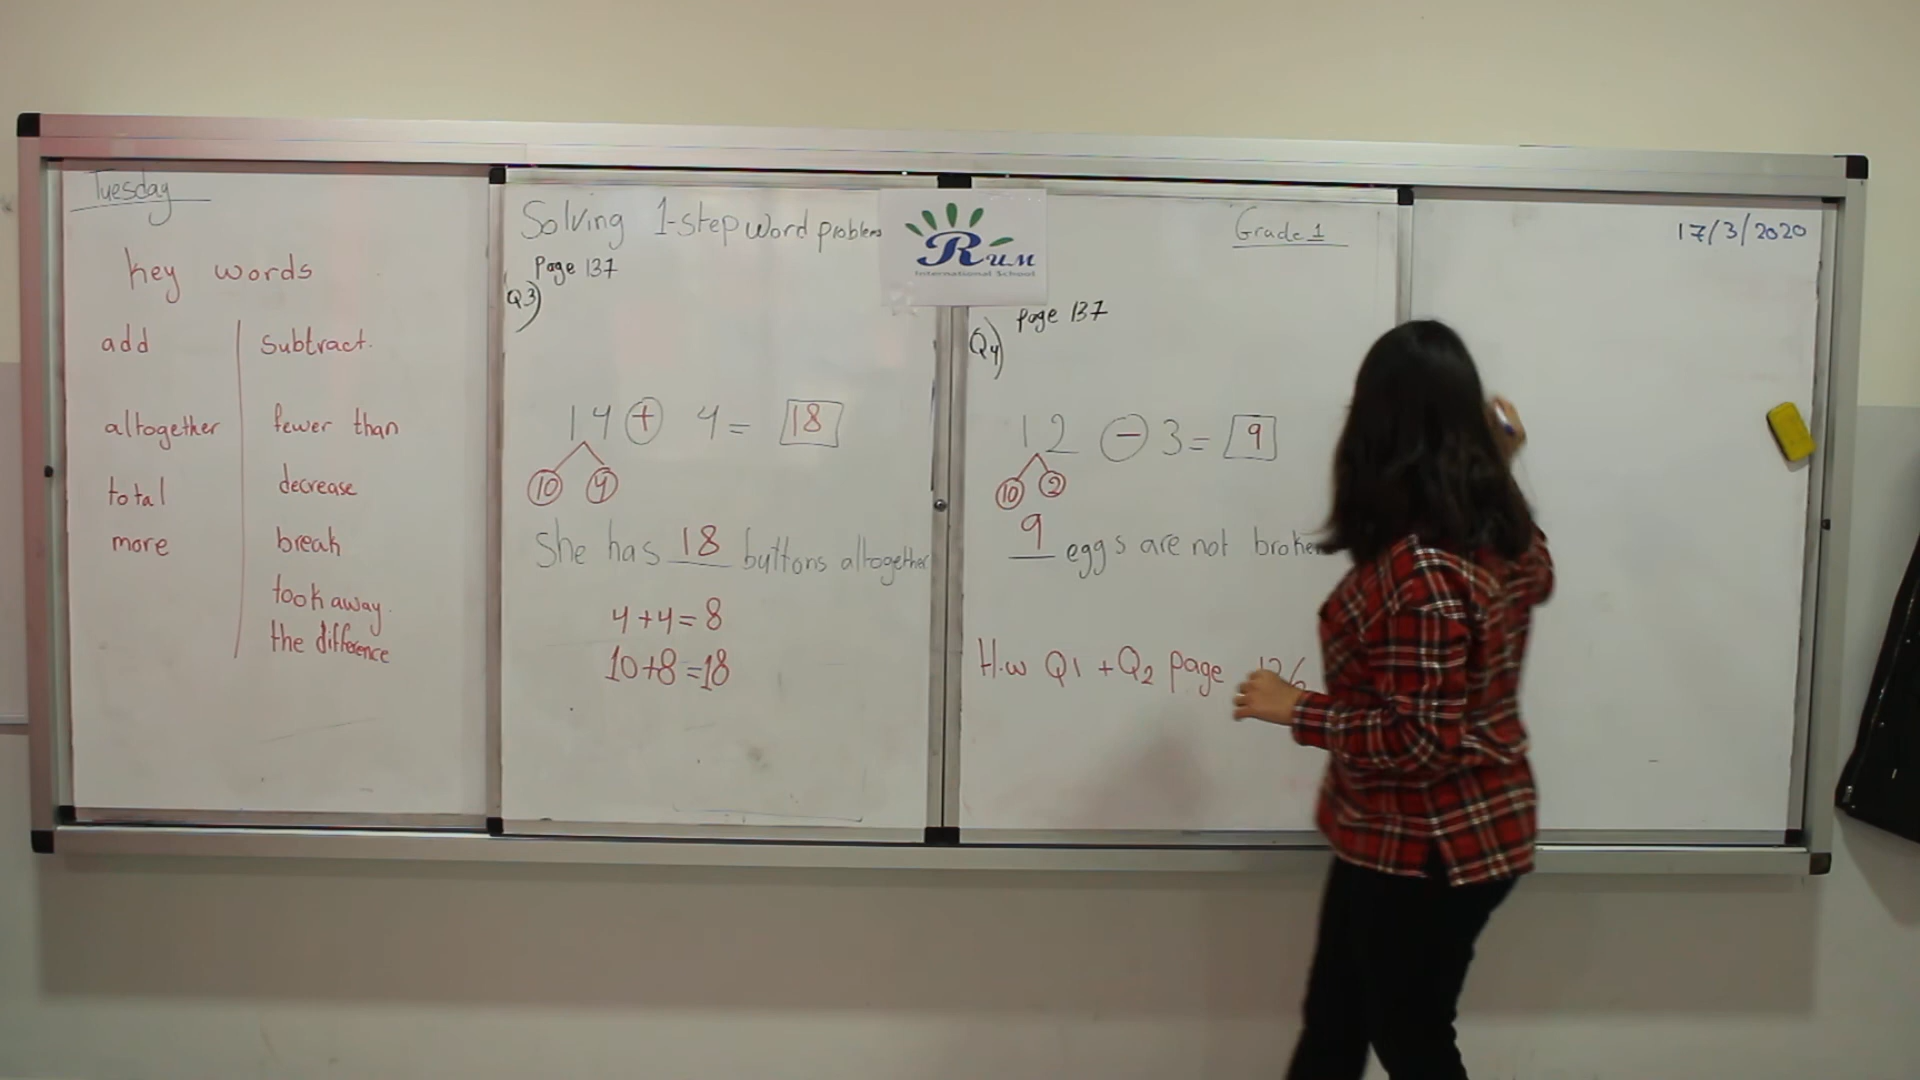 Tuesday
key words
add
subtract.
altogether
fewer than
total
decrease
more
break
took away.
the difference
Solving 1-step word problems
Page 137
Q3)
14 + 4 = 18
10 4
She has 18 buttons altogether
4+4=8
10+8=18
Rum
International School
Grade 1
page 137
Q4)
12 - 3 = 9
10 2
9 eggs are not broken
H.w Q1 + Q2 page
17/3/2020